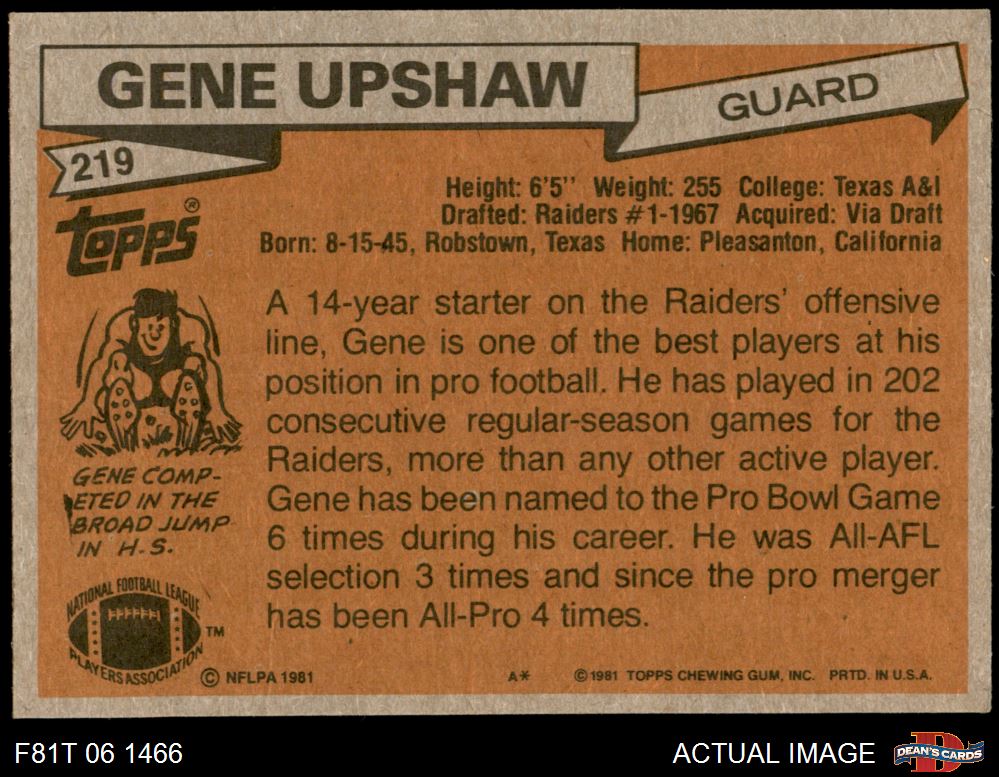 GENE UPSHAW
GUARD
219
topps®
Height: 6'5'' Weight: 255 College: Texas A&I
Drafted: Raiders #1-1967 Acquired: Via Draft
Born: 8-15-45, Robstown, Texas Home: Pleasanton, California
A 14-year starter on the Raiders' offensive
line, Gene is one of the best players at his
position in pro football. He has played in 202
consecutive regular-season games for the
Raiders, more than any other active player.
Gene has been named to the Pro Bowl Game
6 times during his career. He was All-AFL
selection 3 times and since the pro merger
has been All-Pro 4 times.
GENE COMP-
ETED IN THE
BROAD JUMP
IN H.S.
NATIONAL FOOTBALL LEAGUE
PLAYERS ASSOCIATION
TM
© NFLPA 1981
A*
© 1981 TOPPS CHEWING GUM, INC. PRTD. IN U.S.A.
F81T 06 1466
ACTUAL IMAGE
D
DEAN'S CARDS